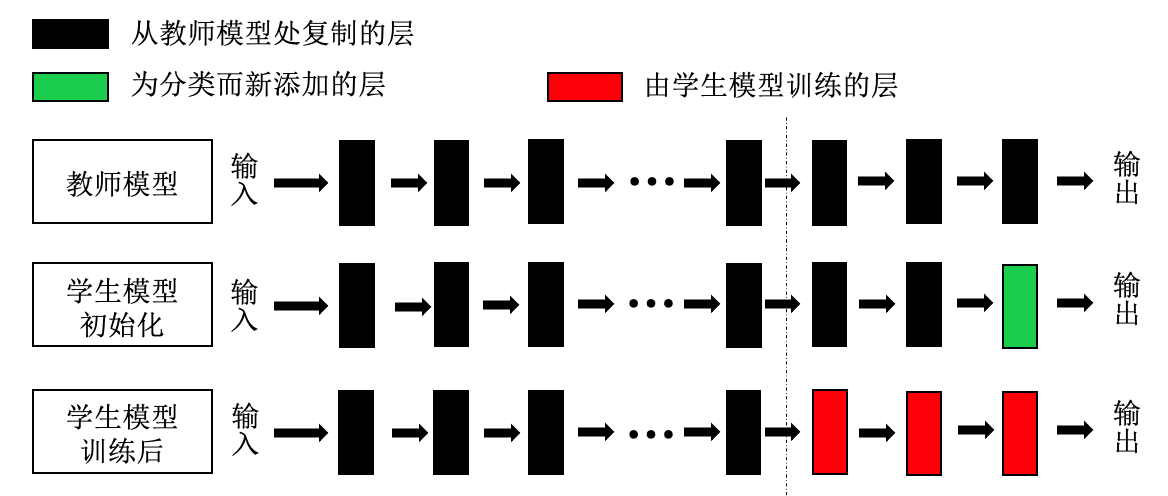 从教师模型处复制的层
为分类而新添加的层
由学生模型训练的层
教师模型
输
入
输
出
学生模型
初始化
输
入
输
出
学生模型
训练后
输
入
输
出